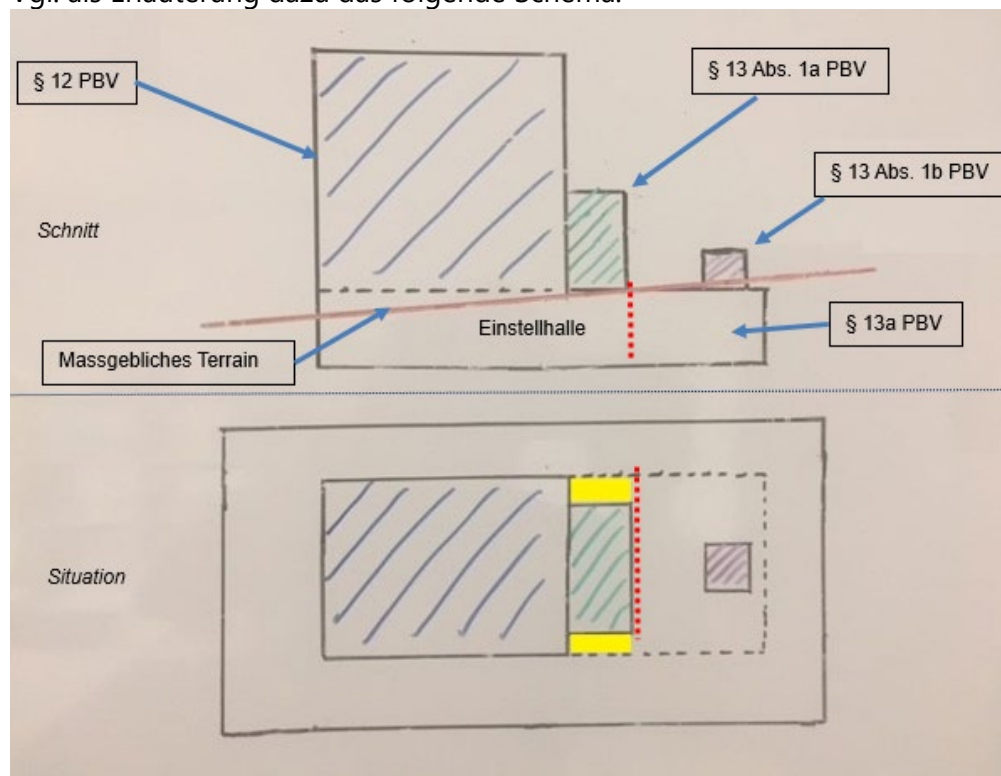 Vgl. als Erläuterung dazu das folgende Schema:
§ 12 PBV
§ 13 Abs. 1a PBV
§ 13 Abs. 1b PBV
Schnitt
Einstellhalle
§ 13a PBV
Massgebliches Terrain
Situation